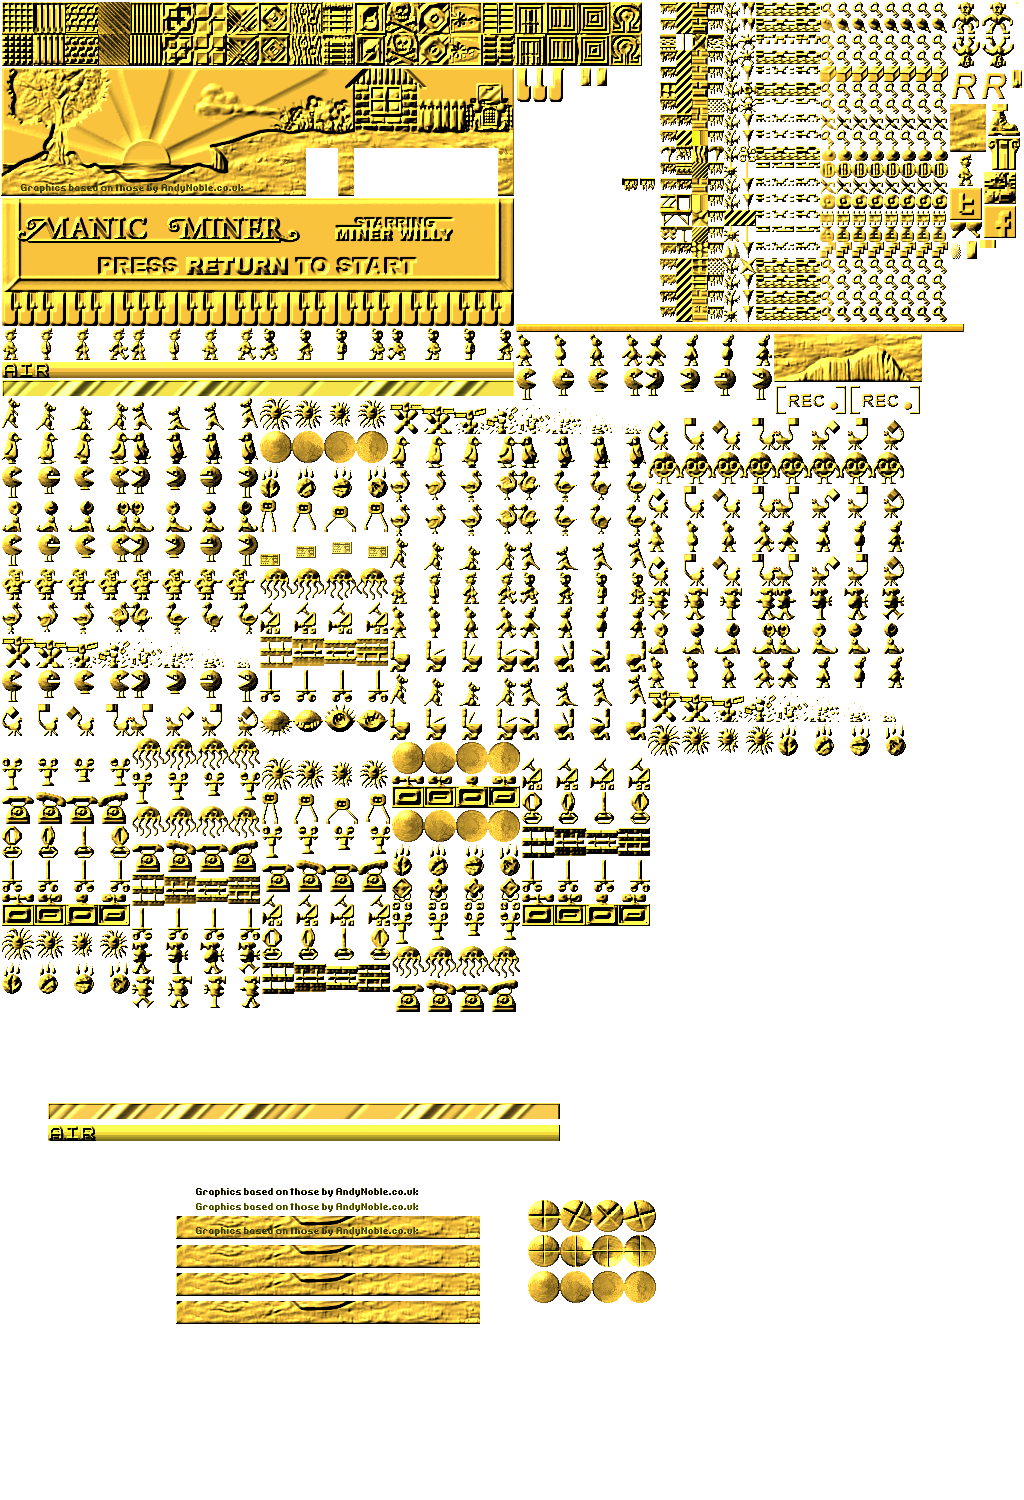 R R
Graphics based on those by AndyNoble.co.uk
MANIC MINER
STARRING
MINER WILLY
PRESS RETURN TO START
t
f
AIR
REC REC
AIR
Graphics based on those by AndyNoble.co.uk
Graphics based on those by AndyNoble.co.uk
Graphics based on those by AndyNoble.co.uk